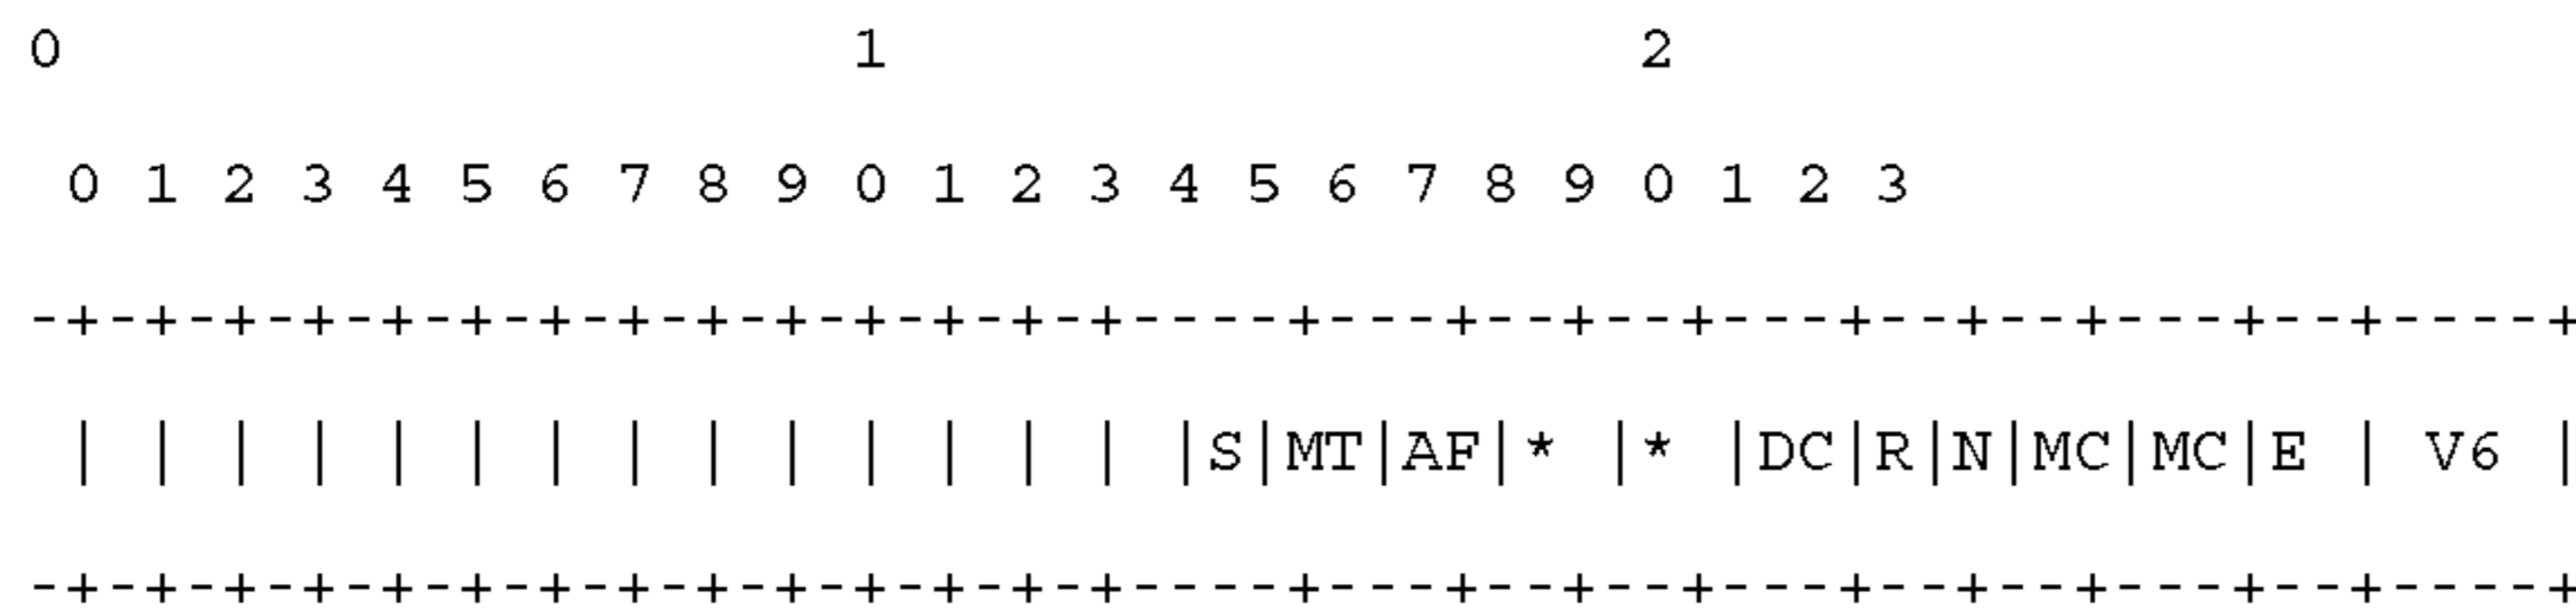 0                    1                   2
 0 1 2 3 4 5 6 7 8 9 0 1 2 3 4 5 6 7 8 9 0 1 2 3
-+-+-+-+-+-+-+-+-+-+-+-+-+-+----+---+--+--+---+--+--+---+--+----+
 | | | | | | | | | | | | | | |S|MT|AF|* |* |DC|R|N|MC|MC|E | V6 |
-+-+-+-+-+-+-+-+-+-+-+-+-+-+----+---+--+--+---+--+--+---+--+----+